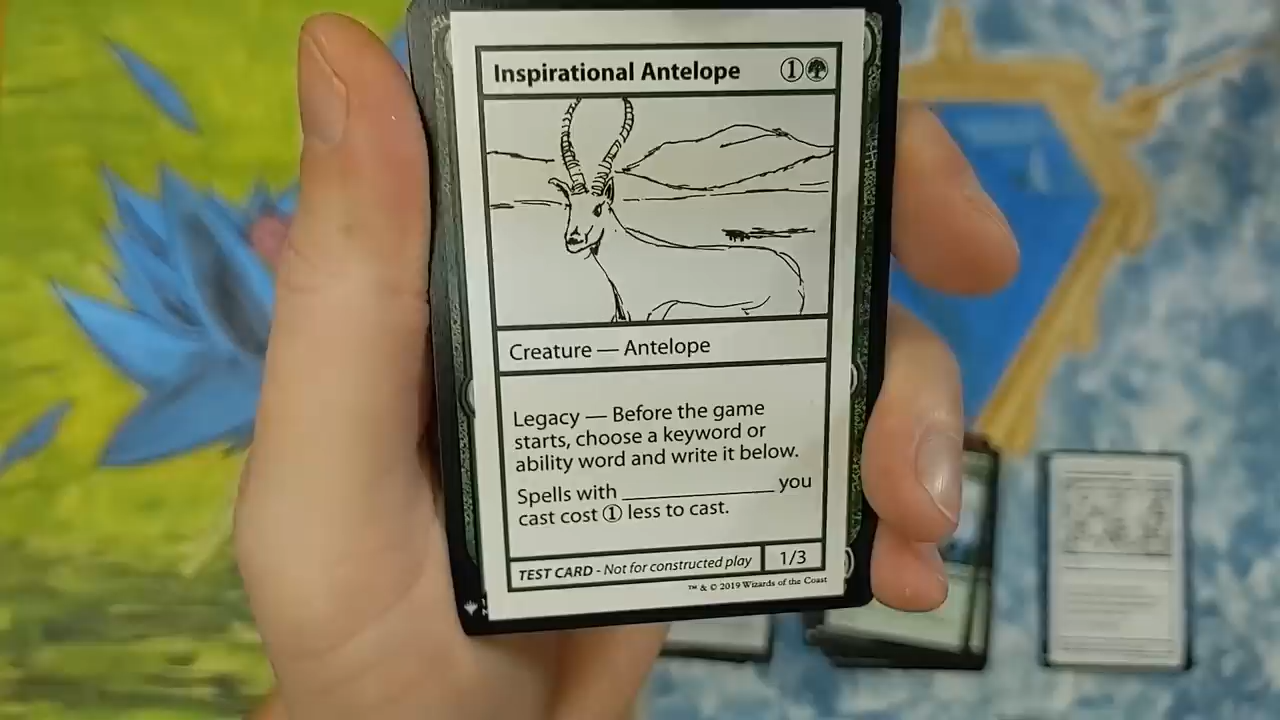 Inspirational Antelope 1
Creature — Antelope
Legacy — Before the game
starts, choose a keyword or
ability word and write it below.
Spells with ______________ you
cast cost 1 less to cast.
TEST CARD - Not for constructed play 1/3
™ & © 2019 Wizards of the Coast